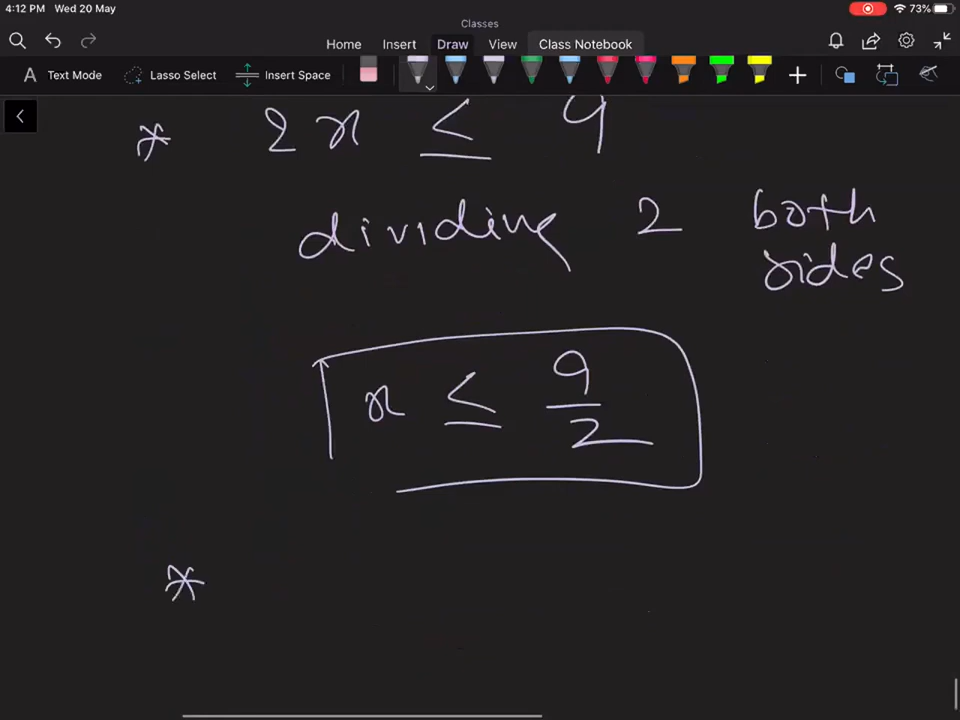 4:12 PM Wed 20 May
73%
Classes
Home Insert Draw View Class Notebook
A Text Mode Lasso Select Insert Space
* 2x ≤ 9
dividing 2 both
sides
x ≤ 9/2
*